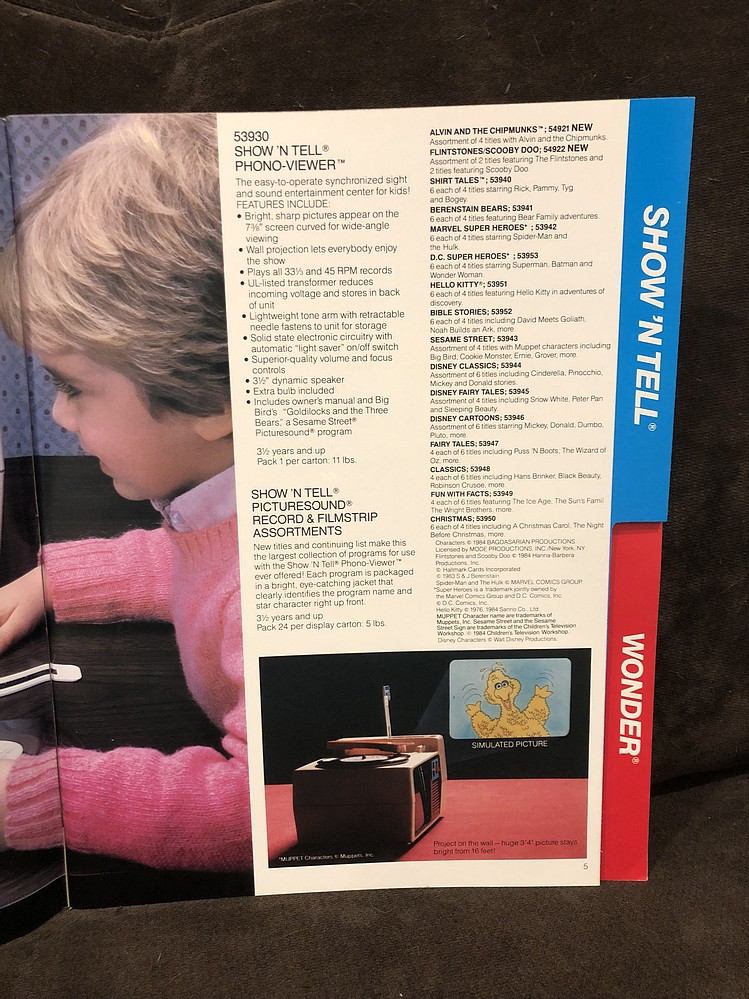 53930
SHOW 'N TELL®
PHONO-VIEWER™
The easy-to-operate synchronized sight
and sound entertainment center for kids!
FEATURES INCLUDE:
• Bright, sharp pictures appear on the
7⅜" screen curved for wide-angle
viewing
• Wall projection lets everybody enjoy
the show
• Plays all 33⅓ and 45 RPM records
• UL-listed transformer reduces
incoming voltage and stores in back
of unit
• Lightweight tone arm with retractable
needle fastens to unit for storage
• Solid state electronic circuitry with
automatic "light saver" on/off switch
• Superior-quality volume and focus
controls
• 3½" dynamic speaker
• Extra bulb included
• Includes owner's manual and Big
Bird's "Goldilocks and the Three
Bears," a Sesame Street®
Picturesound® program
3½ years and up
Pack 1 per carton: 11 lbs.
SHOW 'N TELL®
PICTURESOUND®
RECORD & FILMSTRIP
ASSORTMENTS
New titles and continuing list make this
the largest collection of programs for use
with the Show 'N Tell® Phono-Viewer™
ever offered! Each program is packaged
in a bright, eye-catching jacket that
clearly identifies the program name and
star character right up front.
3½ years and up
Pack 24 per display carton: 5 lbs.
ALVIN AND THE CHIPMUNKS™; 54921 NEW
Assortment of 4 titles with Alvin and the Chipmunks.
FLINTSTONES/SCOOBY DOO; 54922 NEW
Assortment of 2 titles featuring The Flintstones and
2 titles featuring Scooby Doo.
SHIRT TALES™; 53940
6 each of 4 titles starring Rick, Pammy, Tyg
and Bogey.
BERENSTAIN BEARS; 53941
6 each of 4 titles featuring Bear Family adventures.
MARVEL SUPER HEROES*; 53942
6 each of 4 titles starring Spider-Man and
the Hulk.
D.C. SUPER HEROES*; 53953
6 each of 4 titles starring Superman, Batman and
Wonder Woman.
HELLO KITTY®; 53951
6 each of 4 titles featuring Hello Kitty in adventures of
discovery.
BIBLE STORIES; 53952
6 each of 4 titles including David Meets Goliath,
Noah Builds an Ark, more.
SESAME STREET; 53943
Assortment of 4 titles with Muppet characters including
Big Bird, Cookie Monster, Ernie, Grover, more.
DISNEY CLASSICS; 53944
Assortment of 6 titles including Cinderella, Pinocchio,
Mickey and Donald stories.
DISNEY FAIRY TALES; 53945
Assortment of 4 titles including Snow White, Peter Pan
and Sleeping Beauty.
DISNEY CARTOONS; 53946
Assortment of 6 titles starring Mickey, Donald, Dumbo,
Pluto, more.
FAIRY TALES; 53947
4 each of 6 titles including Puss 'N Boots, The Wizard of
Oz, more.
CLASSICS; 53948
4 each of 6 titles including Hans Brinker, Black Beauty,
Robinson Crusoe, more.
FUN WITH FACTS; 53949
4 each of 6 titles featuring The Ice Age, The Sun's Famil
The Wright Brothers, more.
CHRISTMAS; 53950
6 each of 4 titles including A Christmas Carol, The Night
Before Christmas, more.
Characters © 1984 BAGDASARIAN PRODUCTIONS
Licensed by MODE PRODUCTIONS, INC./New York, NY
Flintstones and Scooby Doo © 1984 Hanna-Barbera
Productions, Inc.
© Hallmark Cards Incorporated
© 1983 S & J Berenstain
Spider-Man and The Hulk © MARVEL COMICS GROUP
*Super Heroes is a trademark jointly owned by
the Marvel Comics Group and D.C. Comics, Inc.
© D.C. Comics, Inc.
Hello Kitty © 1976, 1984 Sanrio Co., Ltd.
MUPPET Character name are trademarks of
Muppets, Inc. Sesame Street and the Sesame
Street Sign are trademarks of the Children's Television
Workshop. © 1984 Children's Television Workshop.
Disney Characters © Walt Disney Productions.
SIMULATED PICTURE
Project on the wall—huge 3'4" picture stays
bright from 16 feet!
*MUPPET Characters © Muppets, Inc.
5
SHOW 'N TELL®
WONDER®